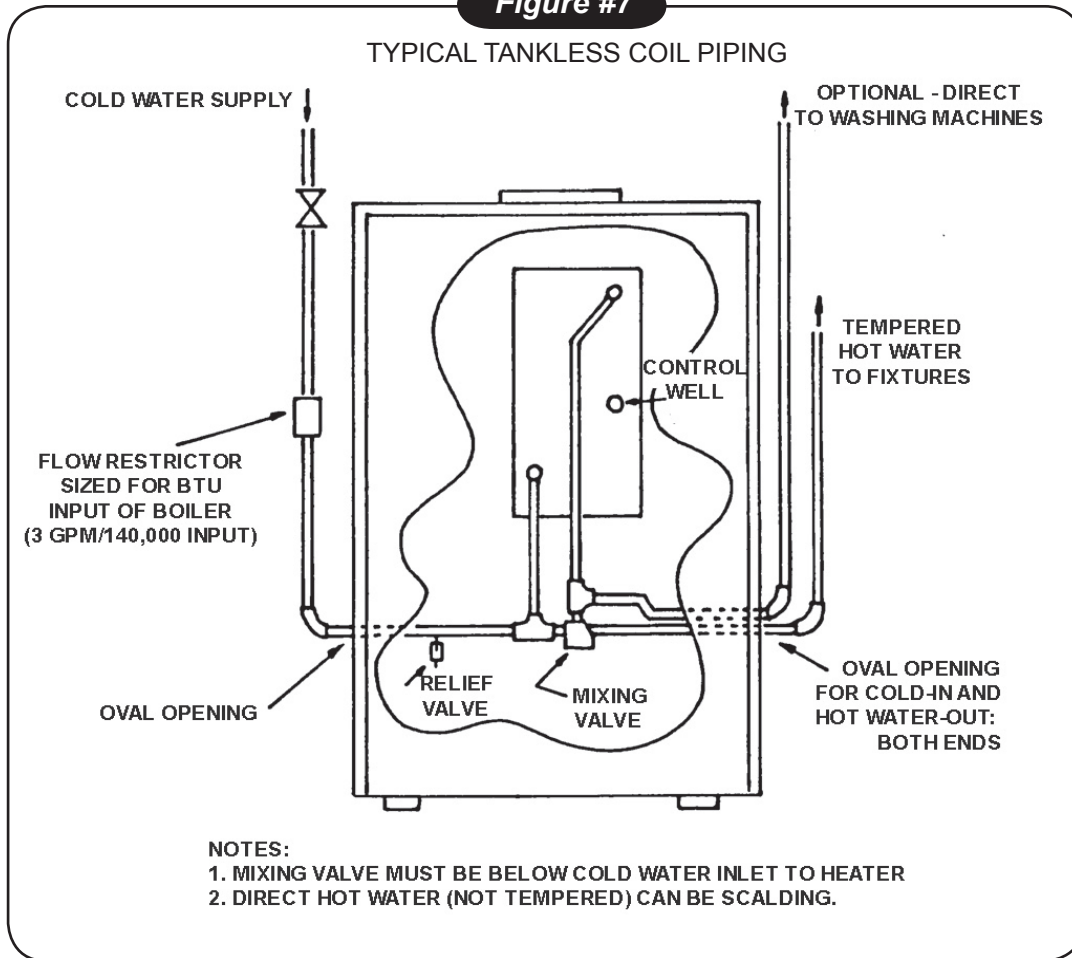 Figure #7
TYPICAL TANKLESS COIL PIPING
COLD WATER SUPPLY
OPTIONAL - DIRECT
TO WASHING MACHINES
TEMPERED
HOT WATER
TO FIXTURES
CONTROL
WELL
FLOW RESTRICTOR
SIZED FOR BTU
INPUT OF BOILER
(3 GPM/140,000 INPUT)
OVAL OPENING
RELIEF
VALVE
MIXING
VALVE
OVAL OPENING
FOR COLD-IN AND
HOT WATER-OUT:
BOTH ENDS
NOTES:
1. MIXING VALVE MUST BE BELOW COLD WATER INLET TO HEATER
2. DIRECT HOT WATER (NOT TEMPERED) CAN BE SCALDING.